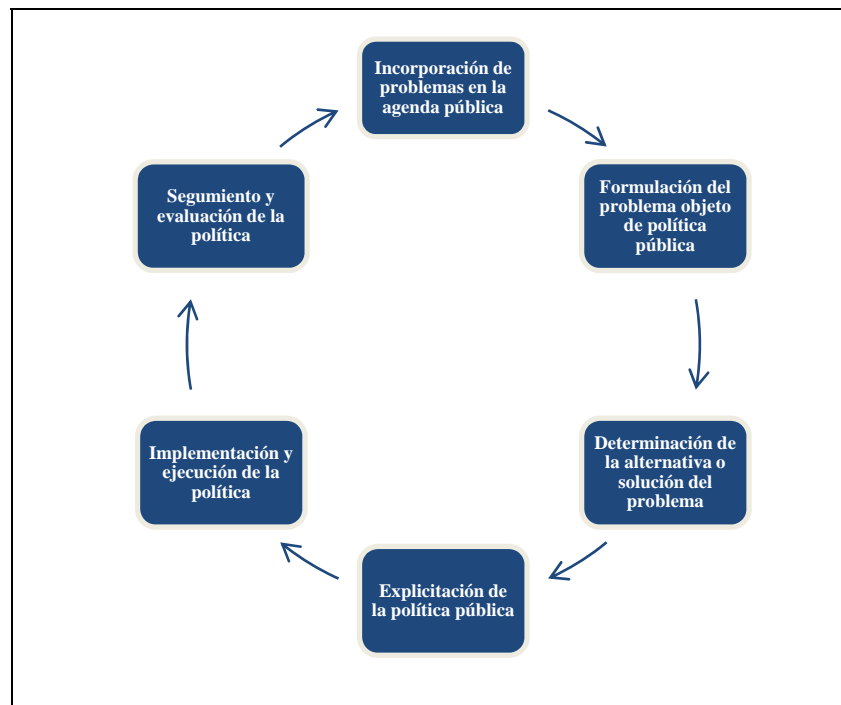 Incorporación de
problemas en la
agenda pública
Formulación del
problema objeto
de política
pública
Determinación de
la alternativa o
solución del
problema
Explicitación de
la política pública
Implementación y
ejecución de la
política
Segumiento y
evaluación de la
política